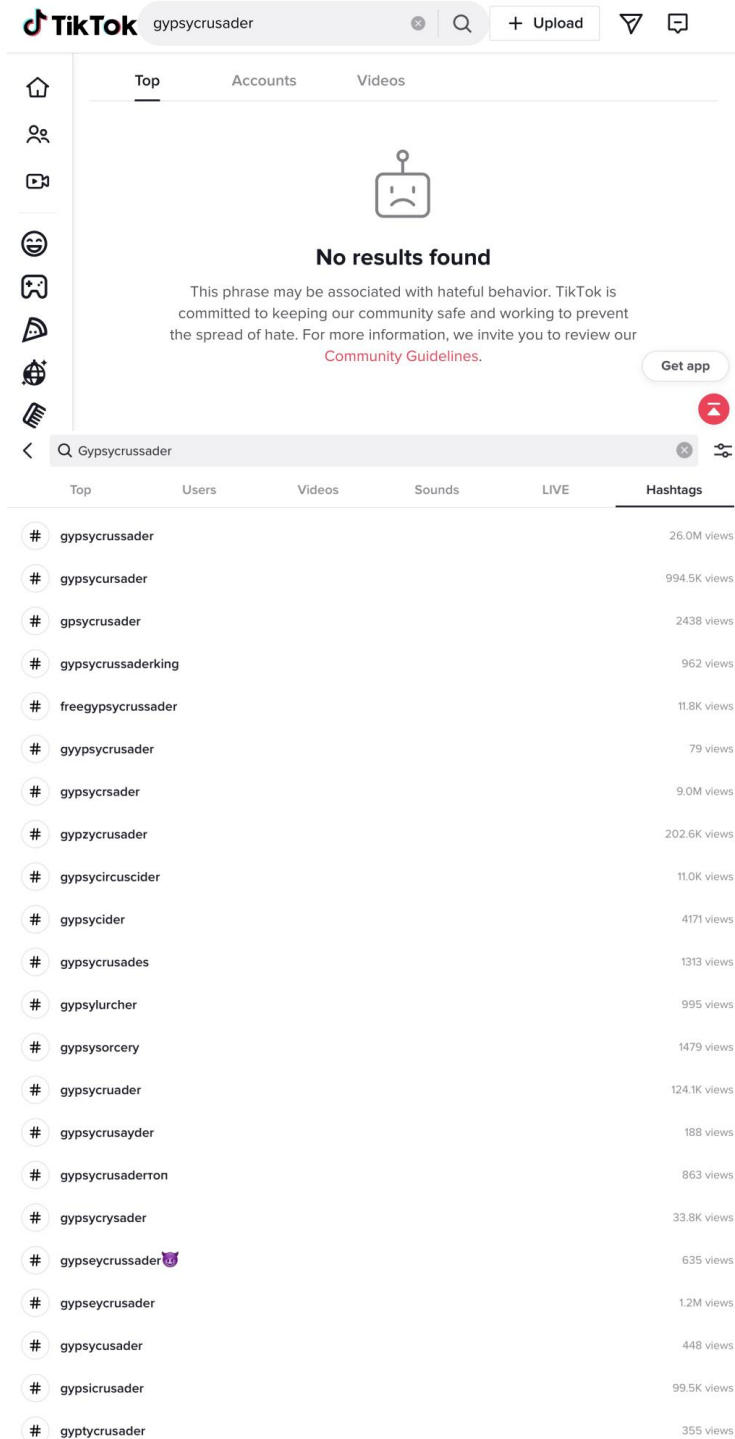 TikTok gypsycrusader + Upload
Top Accounts Videos
No results found
This phrase may be associated with hateful behavior. TikTok is
committed to keeping our community safe and working to prevent
the spread of hate. For more information, we invite you to review our
Community Guidelines.
Get app
Gypsycrussader
Top Users Videos Sounds LIVE Hashtags
# gypsycrussader 26.0M views
# gypsycursader 994.5K views
# gpsycrusader 2438 views
# gypsycrussaderking 962 views
# freegypsycrussader 11.8K views
# gyypsycrusader 79 views
# gypsycrsader 9.0M views
# gypzycrusader 202.6K views
# gypsycircuscider 11.0K views
# gypsycider 4171 views
# gypsycrusades 1313 views
# gypsylurcher 995 views
# gypsysorcery 1479 views
# gypsycruader 124.1K views
# gypsycrusayder 188 views
# gypsycrusaderтоп 863 views
# gypsycrysader 33.8K views
# gypseycrussader😈 635 views
# gypseycrusader 1.2M views
# gypsycusader 448 views
# gypsicrusader 99.5K views
# gyptycrusader 355 views